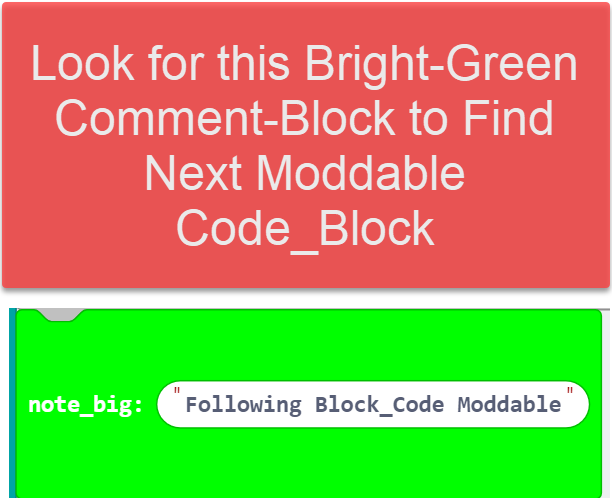 Look for this Bright-Green
Comment-Block to Find
Next Moddable
Code_Block
note_big: "Following Block_Code Moddable"